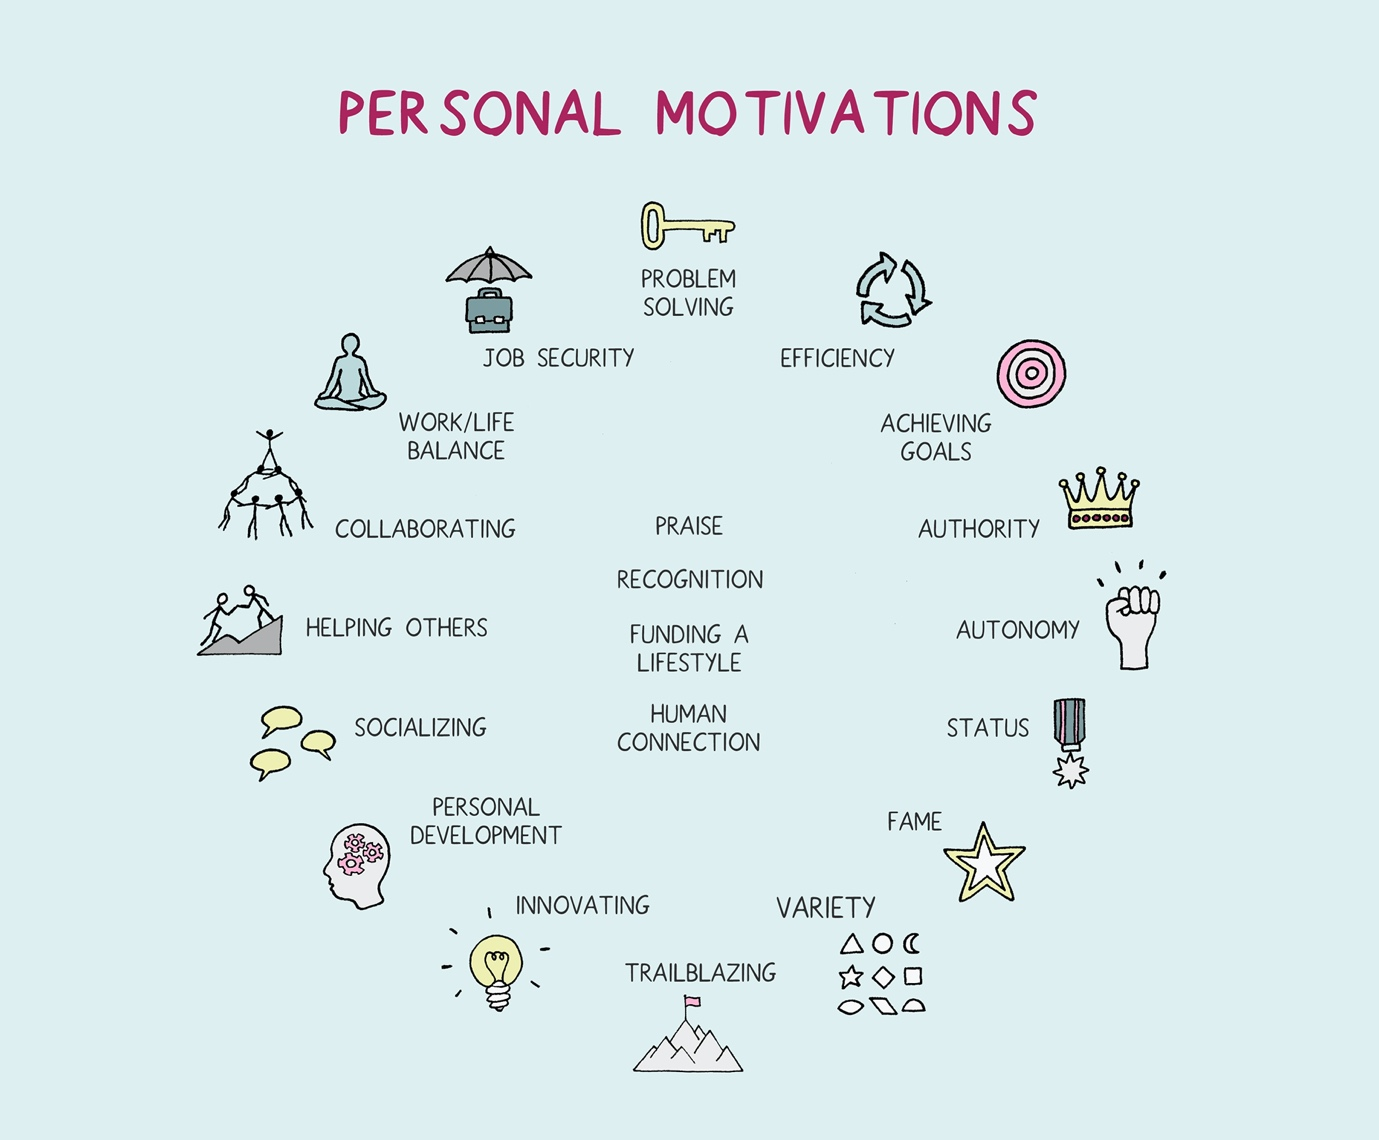 PERSONAL MOTIVATIONS
PROBLEM
SOLVING
JOB SECURITY
EFFICIENCY
WORK/LIFE
BALANCE
ACHIEVING
GOALS
COLLABORATING
PRAISE
AUTHORITY
RECOGNITION
HELPING OTHERS
FUNDING A
LIFESTYLE
AUTONOMY
SOCIALIZING
HUMAN
CONNECTION
STATUS
PERSONAL
DEVELOPMENT
FAME
INNOVATING
VARIETY
TRAILBLAZING